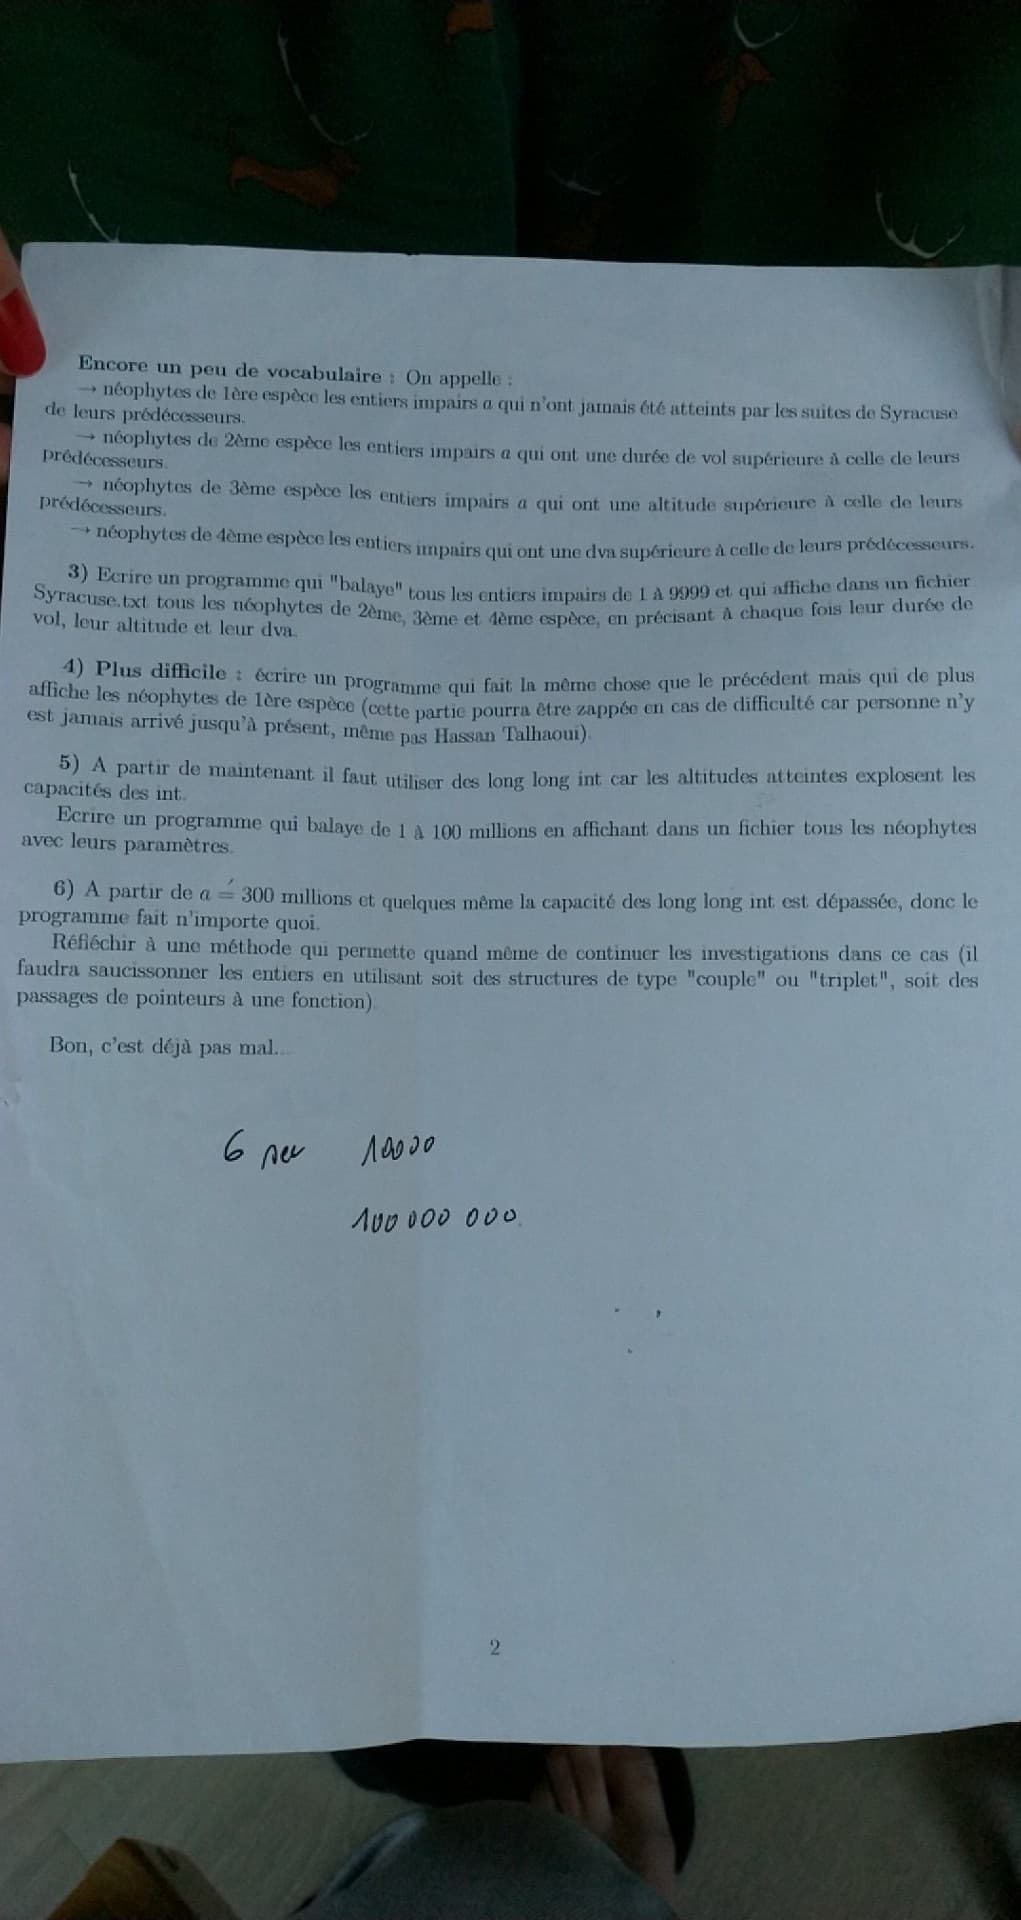 Encore un peu de vocabulaire : On appelle :
→ néophytes de 1ère espèce les entiers impairs a qui n'ont jamais été atteints par les suites de Syracuse
de leurs prédécesseurs.
→ néophytes de 2ème espèce les entiers impairs a qui ont une durée de vol supérieure à celle de leurs
prédécesseurs.
→ néophytes de 3ème espèce les entiers impairs a qui ont une altitude supérieure à celle de leurs
prédécesseurs.
→ néophytes de 4ème espèce les entiers impairs qui ont une dva supérieure à celle de leurs prédécesseurs.
3) Ecrire un programme qui "balaye" tous les entiers impairs de 1 à 9999 et qui affiche dans un fichier
Syracuse.txt tous les néophytes de 2ème, 3ème et 4ème espèce, en précisant à chaque fois leur durée de
vol, leur altitude et leur dva.
4) Plus difficile : écrire un programme qui fait la même chose que le précédent mais qui de plus
affiche les néophytes de 1ère espèce (cette partie pourra être zappée en cas de difficulté car personne n'y
est jamais arrivé jusqu'à présent, même pas Hassan Talhaoui).
5) A partir de maintenant il faut utiliser des long long int car les altitudes atteintes explosent les
capacités des int.
Ecrire un programme qui balaye de 1 à 100 millions en affichant dans un fichier tous les néophytes
avec leurs paramètres.
6) A partir de a = 300 millions et quelques même la capacité des long long int est dépassée, donc le
programme fait n'importe quoi.
Réfléchir à une méthode qui permette quand même de continuer les investigations dans ce cas (il
faudra saucissonner les entiers en utilisant soit des structures de type "couple" ou "triplet", soit des
passages de pointeurs à une fonction).
Bon, c'est déjà pas mal...
6 sec 10000
100 000 000
2